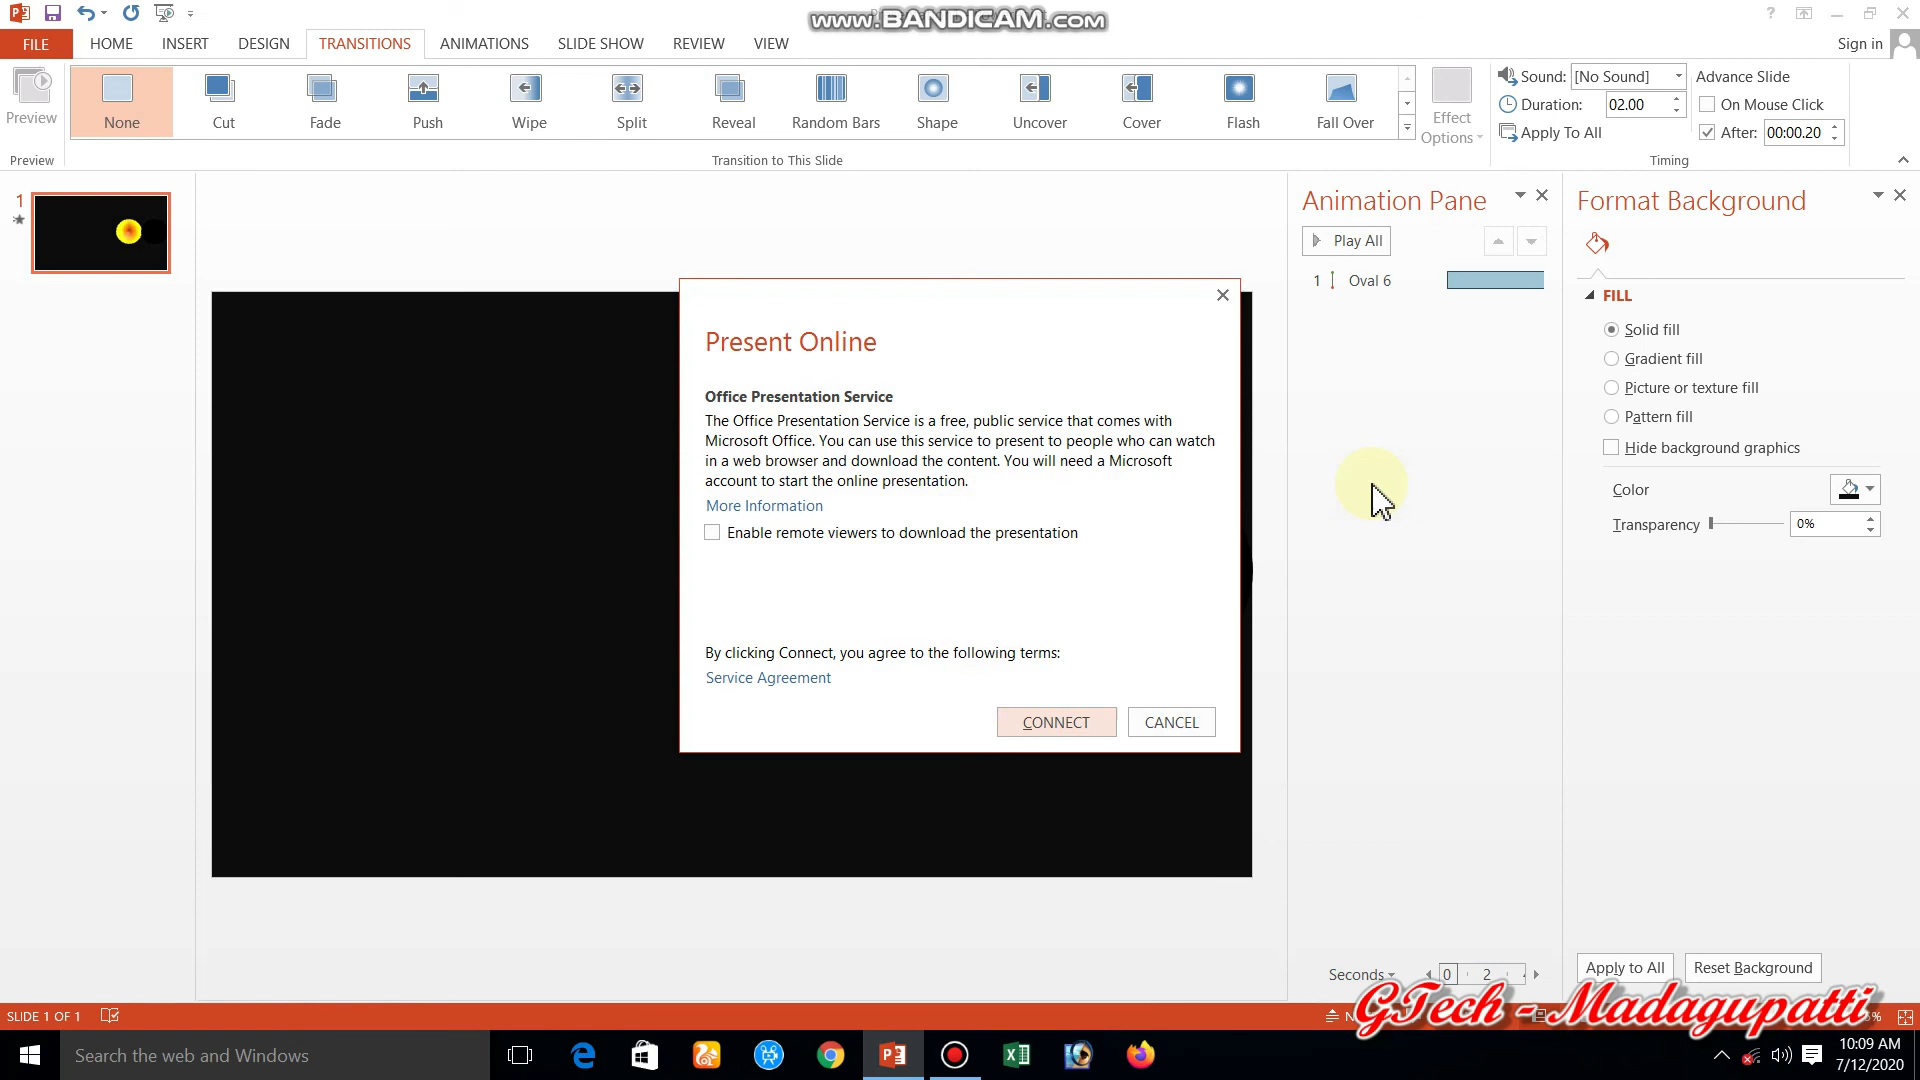 www.BANDICAM.com
FILE
HOME
INSERT
DESIGN
TRANSITIONS
ANIMATIONS
SLIDE SHOW
REVIEW
VIEW
Sign in
Preview
None
Cut
Fade
Push
Wipe
Split
Reveal
Random Bars
Shape
Uncover
Cover
Flash
Fall Over
Effect
Options
Sound: [No Sound]
Duration: 02.00
Apply To All
Advance Slide
On Mouse Click
After: 00:00.20
Preview
Transition to This Slide
Timing
1
Animation Pane
Play All
1 Oval 6
Seconds
0 2
Format Background
FILL
Solid fill
Gradient fill
Picture or texture fill
Pattern fill
Hide background graphics
Color
Transparency 0%
Apply to All
Reset Background
Present Online
Office Presentation Service
The Office Presentation Service is a free, public service that comes with
Microsoft Office. You can use this service to present to people who can watch
in a web browser and download the content. You will need a Microsoft
account to start the online presentation.
More Information
Enable remote viewers to download the presentation
By clicking Connect, you agree to the following terms:
Service Agreement
CONNECT
CANCEL
GTech - Madagupatti
SLIDE 1 OF 1
Search the web and Windows
10:09 AM
7/12/2020